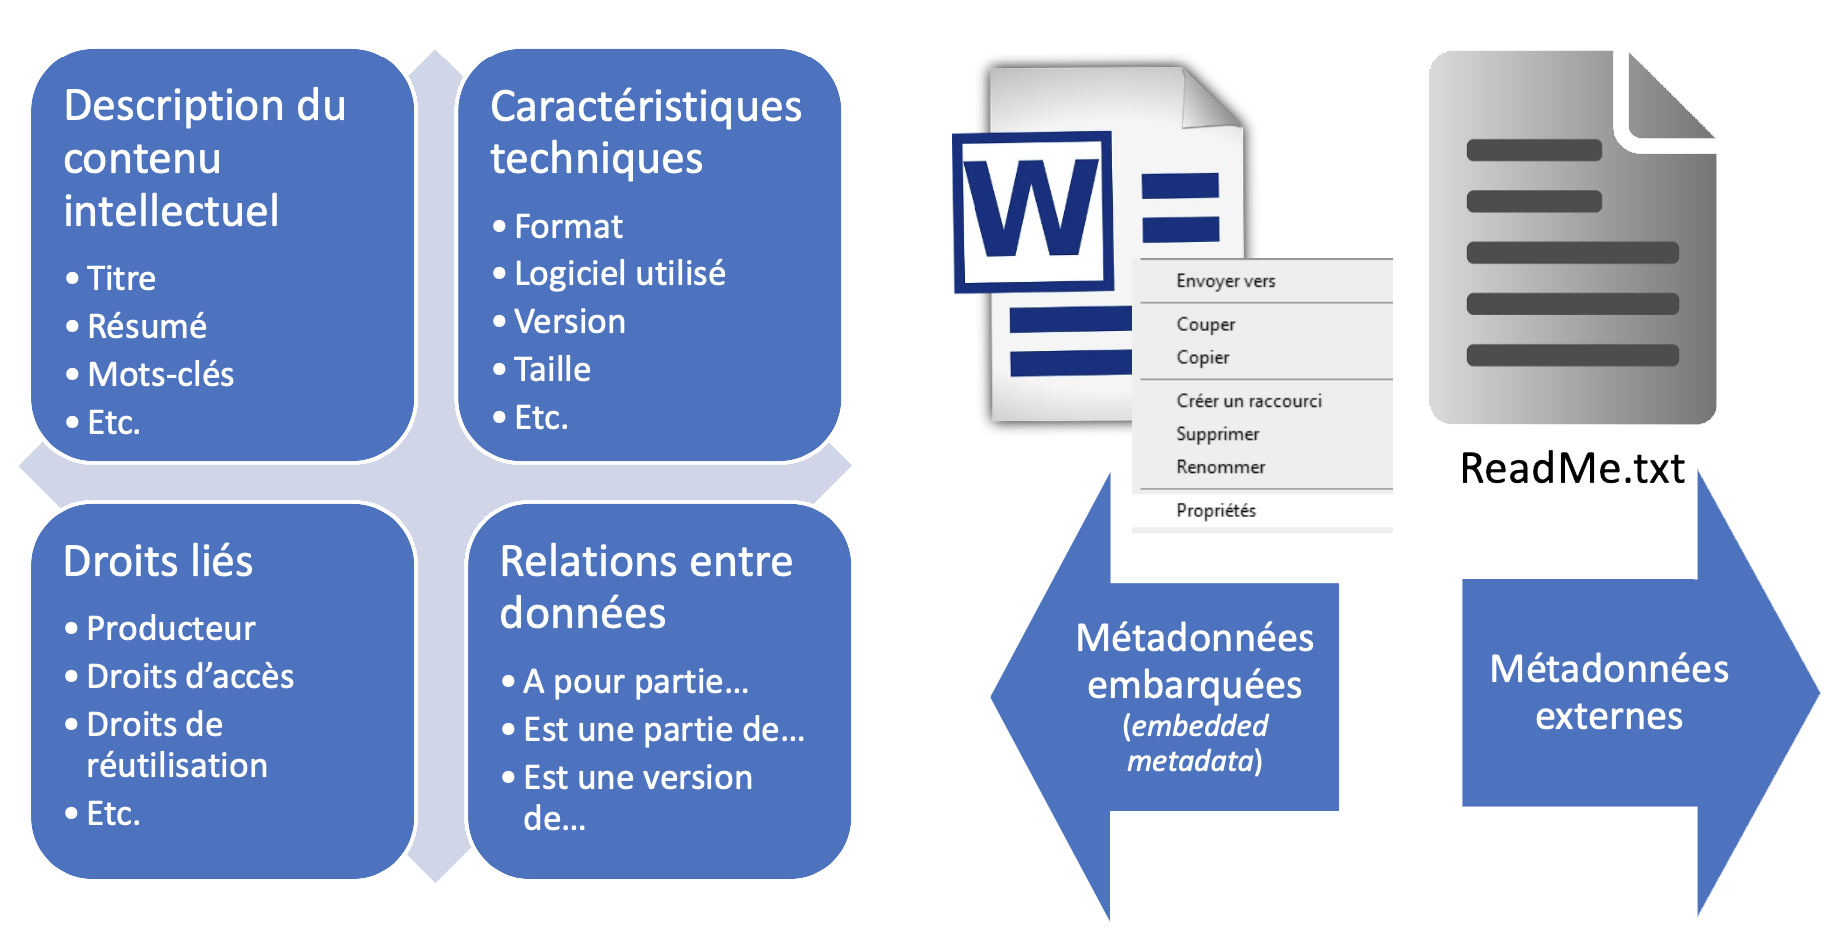 Description du
contenu
intellectuel
• Titre
• Résumé
• Mots-clés
• Etc.
Caractéristiques
techniques
• Format
• Logiciel utilisé
• Version
• Taille
• Etc.
Droits liés
• Producteur
• Droits d’accès
• Droits de
réutilisation
• Etc.
Relations entre
données
• A pour partie...
• Est une partie de...
• Est une version
de...
W
Envoyer vers
Couper
Copier
Créer un raccourci
Supprimer
Renommer
Propriétés
Métadonnées
embarquées
(embedded
metadata)
ReadMe.txt
Métadonnées
externes